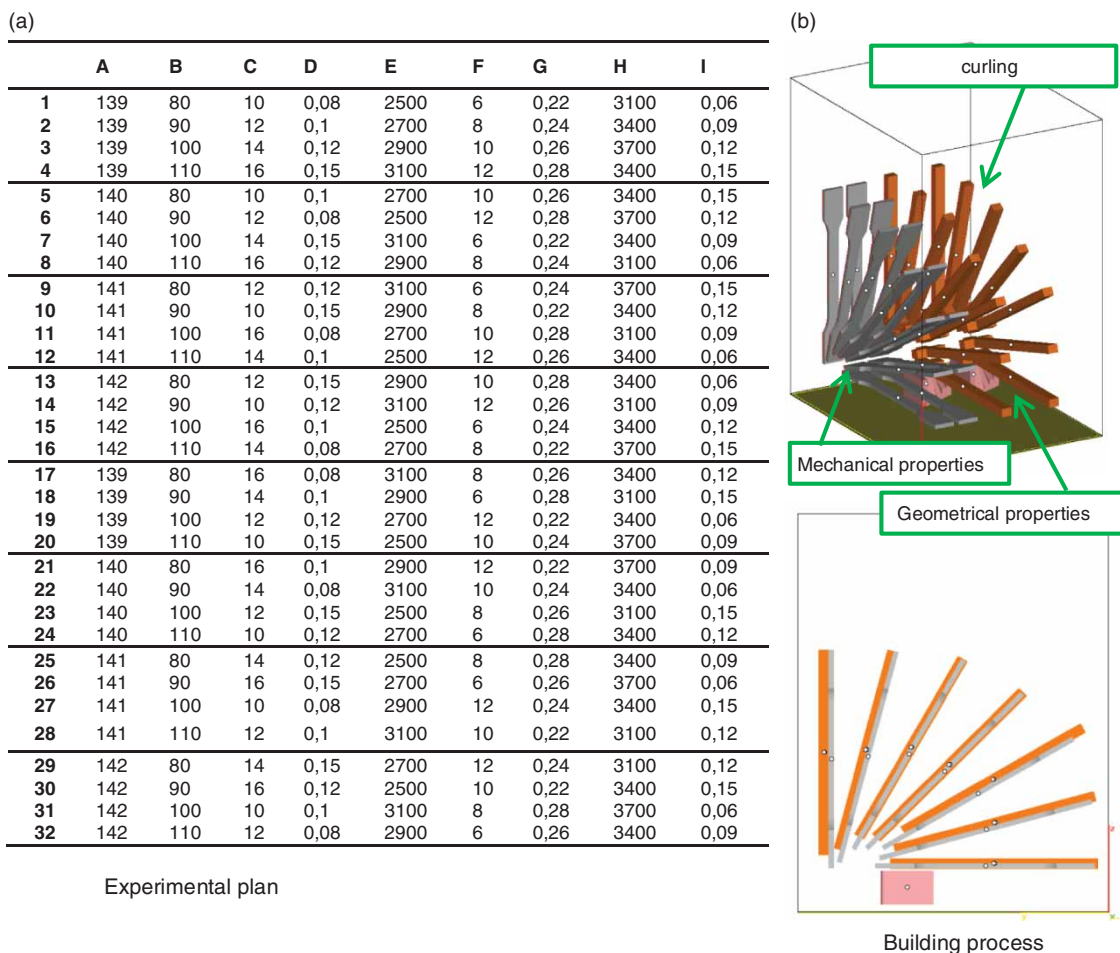 (a)
A B C D E F G H I
1 139 80 10 0,08 2500 6 0,22 3100 0,06
2 139 90 12 0,1 2700 8 0,24 3400 0,09
3 139 100 14 0,12 2900 10 0,26 3700 0,12
4 139 110 16 0,15 3100 12 0,28 3400 0,15
5 140 80 10 0,1 2700 10 0,26 3400 0,15
6 140 90 12 0,08 2500 12 0,28 3700 0,12
7 140 100 14 0,15 3100 6 0,22 3400 0,09
8 140 110 16 0,12 2900 8 0,24 3100 0,06
9 141 80 12 0,12 3100 6 0,24 3700 0,15
10 141 90 10 0,15 2900 8 0,22 3400 0,12
11 141 100 16 0,08 2700 10 0,28 3100 0,09
12 141 110 14 0,1 2500 12 0,26 3400 0,06
13 142 80 12 0,15 2900 10 0,28 3400 0,06
14 142 90 10 0,12 3100 12 0,26 3100 0,09
15 142 100 16 0,1 2500 6 0,24 3400 0,12
16 142 110 14 0,08 2700 8 0,22 3700 0,15
17 139 80 16 0,08 3100 8 0,26 3400 0,12
18 139 90 14 0,1 2900 6 0,28 3100 0,15
19 139 100 12 0,12 2700 12 0,22 3400 0,06
20 139 110 10 0,15 2500 10 0,24 3700 0,09
21 140 80 16 0,1 2900 12 0,22 3700 0,09
22 140 90 14 0,08 3100 10 0,24 3400 0,06
23 140 100 12 0,15 2500 8 0,26 3100 0,15
24 140 110 10 0,12 2700 6 0,28 3400 0,12
25 141 80 14 0,12 2500 8 0,28 3400 0,09
26 141 90 16 0,15 2700 6 0,26 3700 0,06
27 141 100 10 0,08 2900 12 0,24 3400 0,15
28 141 110 12 0,1 3100 10 0,22 3100 0,12
29 142 80 14 0,15 2700 12 0,24 3100 0,12
30 142 90 16 0,12 2500 10 0,22 3400 0,15
31 142 100 10 0,1 3100 8 0,28 3700 0,06
32 142 110 12 0,08 2900 6 0,26 3400 0,09
Experimental plan
(b)
curling
Mechanical properties
Geometrical properties
z
y
x
Building process